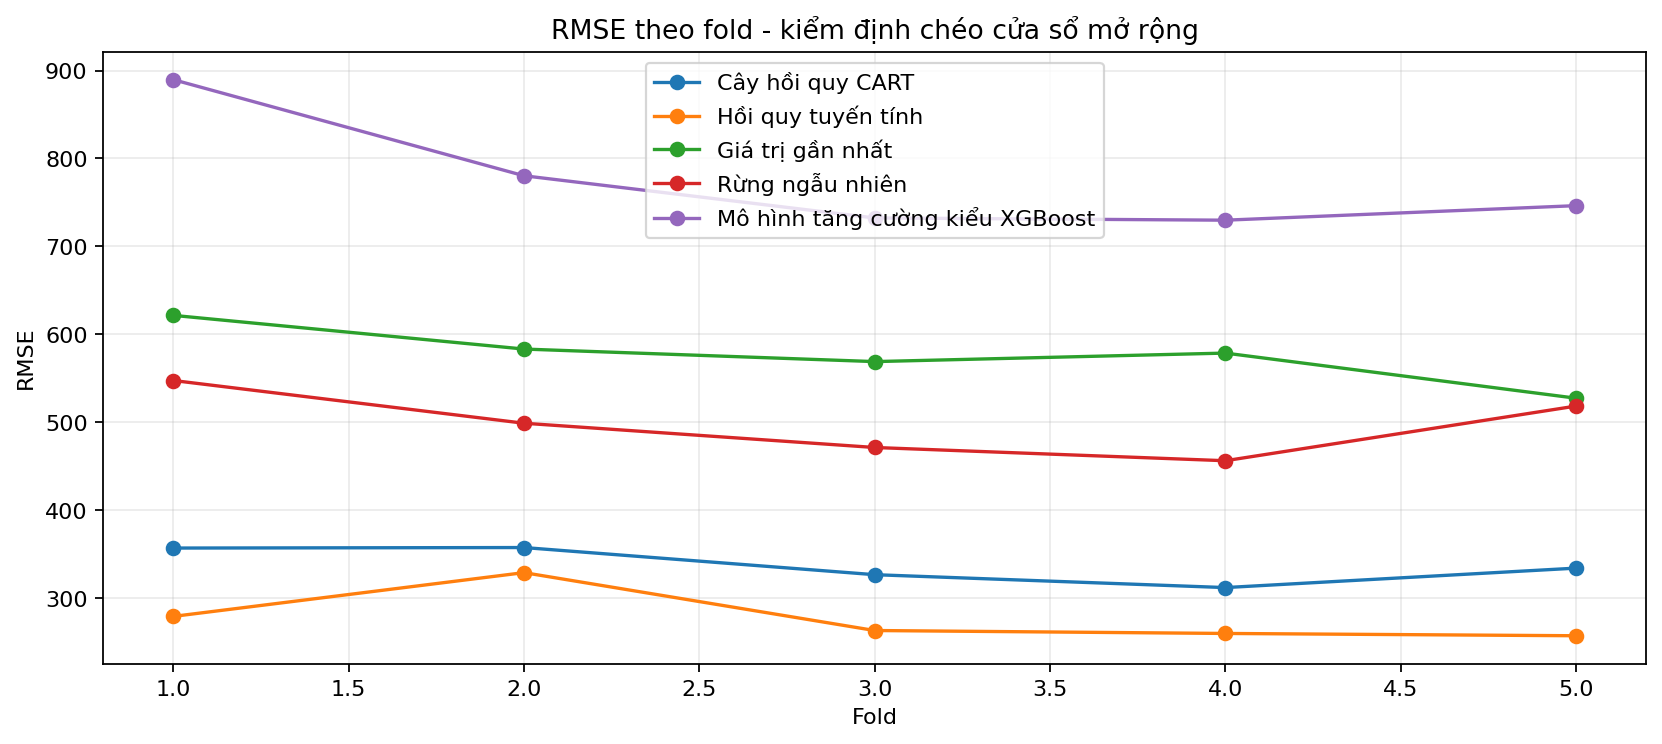 RMSE theo fold - kiểm định chéo cửa sổ mở rộng
Cây hồi quy CART
Hồi quy tuyến tính
Giá trị gần nhất
Rừng ngẫu nhiên
Mô hình tăng cường kiểu XGBoost
RMSE
900
800
700
600
500
400
300
1.0 1.5 2.0 2.5 3.0 3.5 4.0 4.5 5.0
Fold